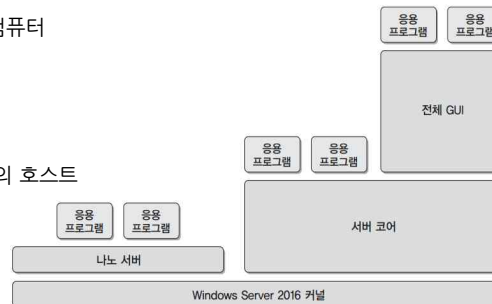 컴퓨터
응용
프로그램
응용
프로그램
전체 GUI
응용
프로그램
응용
프로그램
의 호스트
응용
프로그램
응용
프로그램
서버 코어
나노 서버
Windows Server 2016 커널